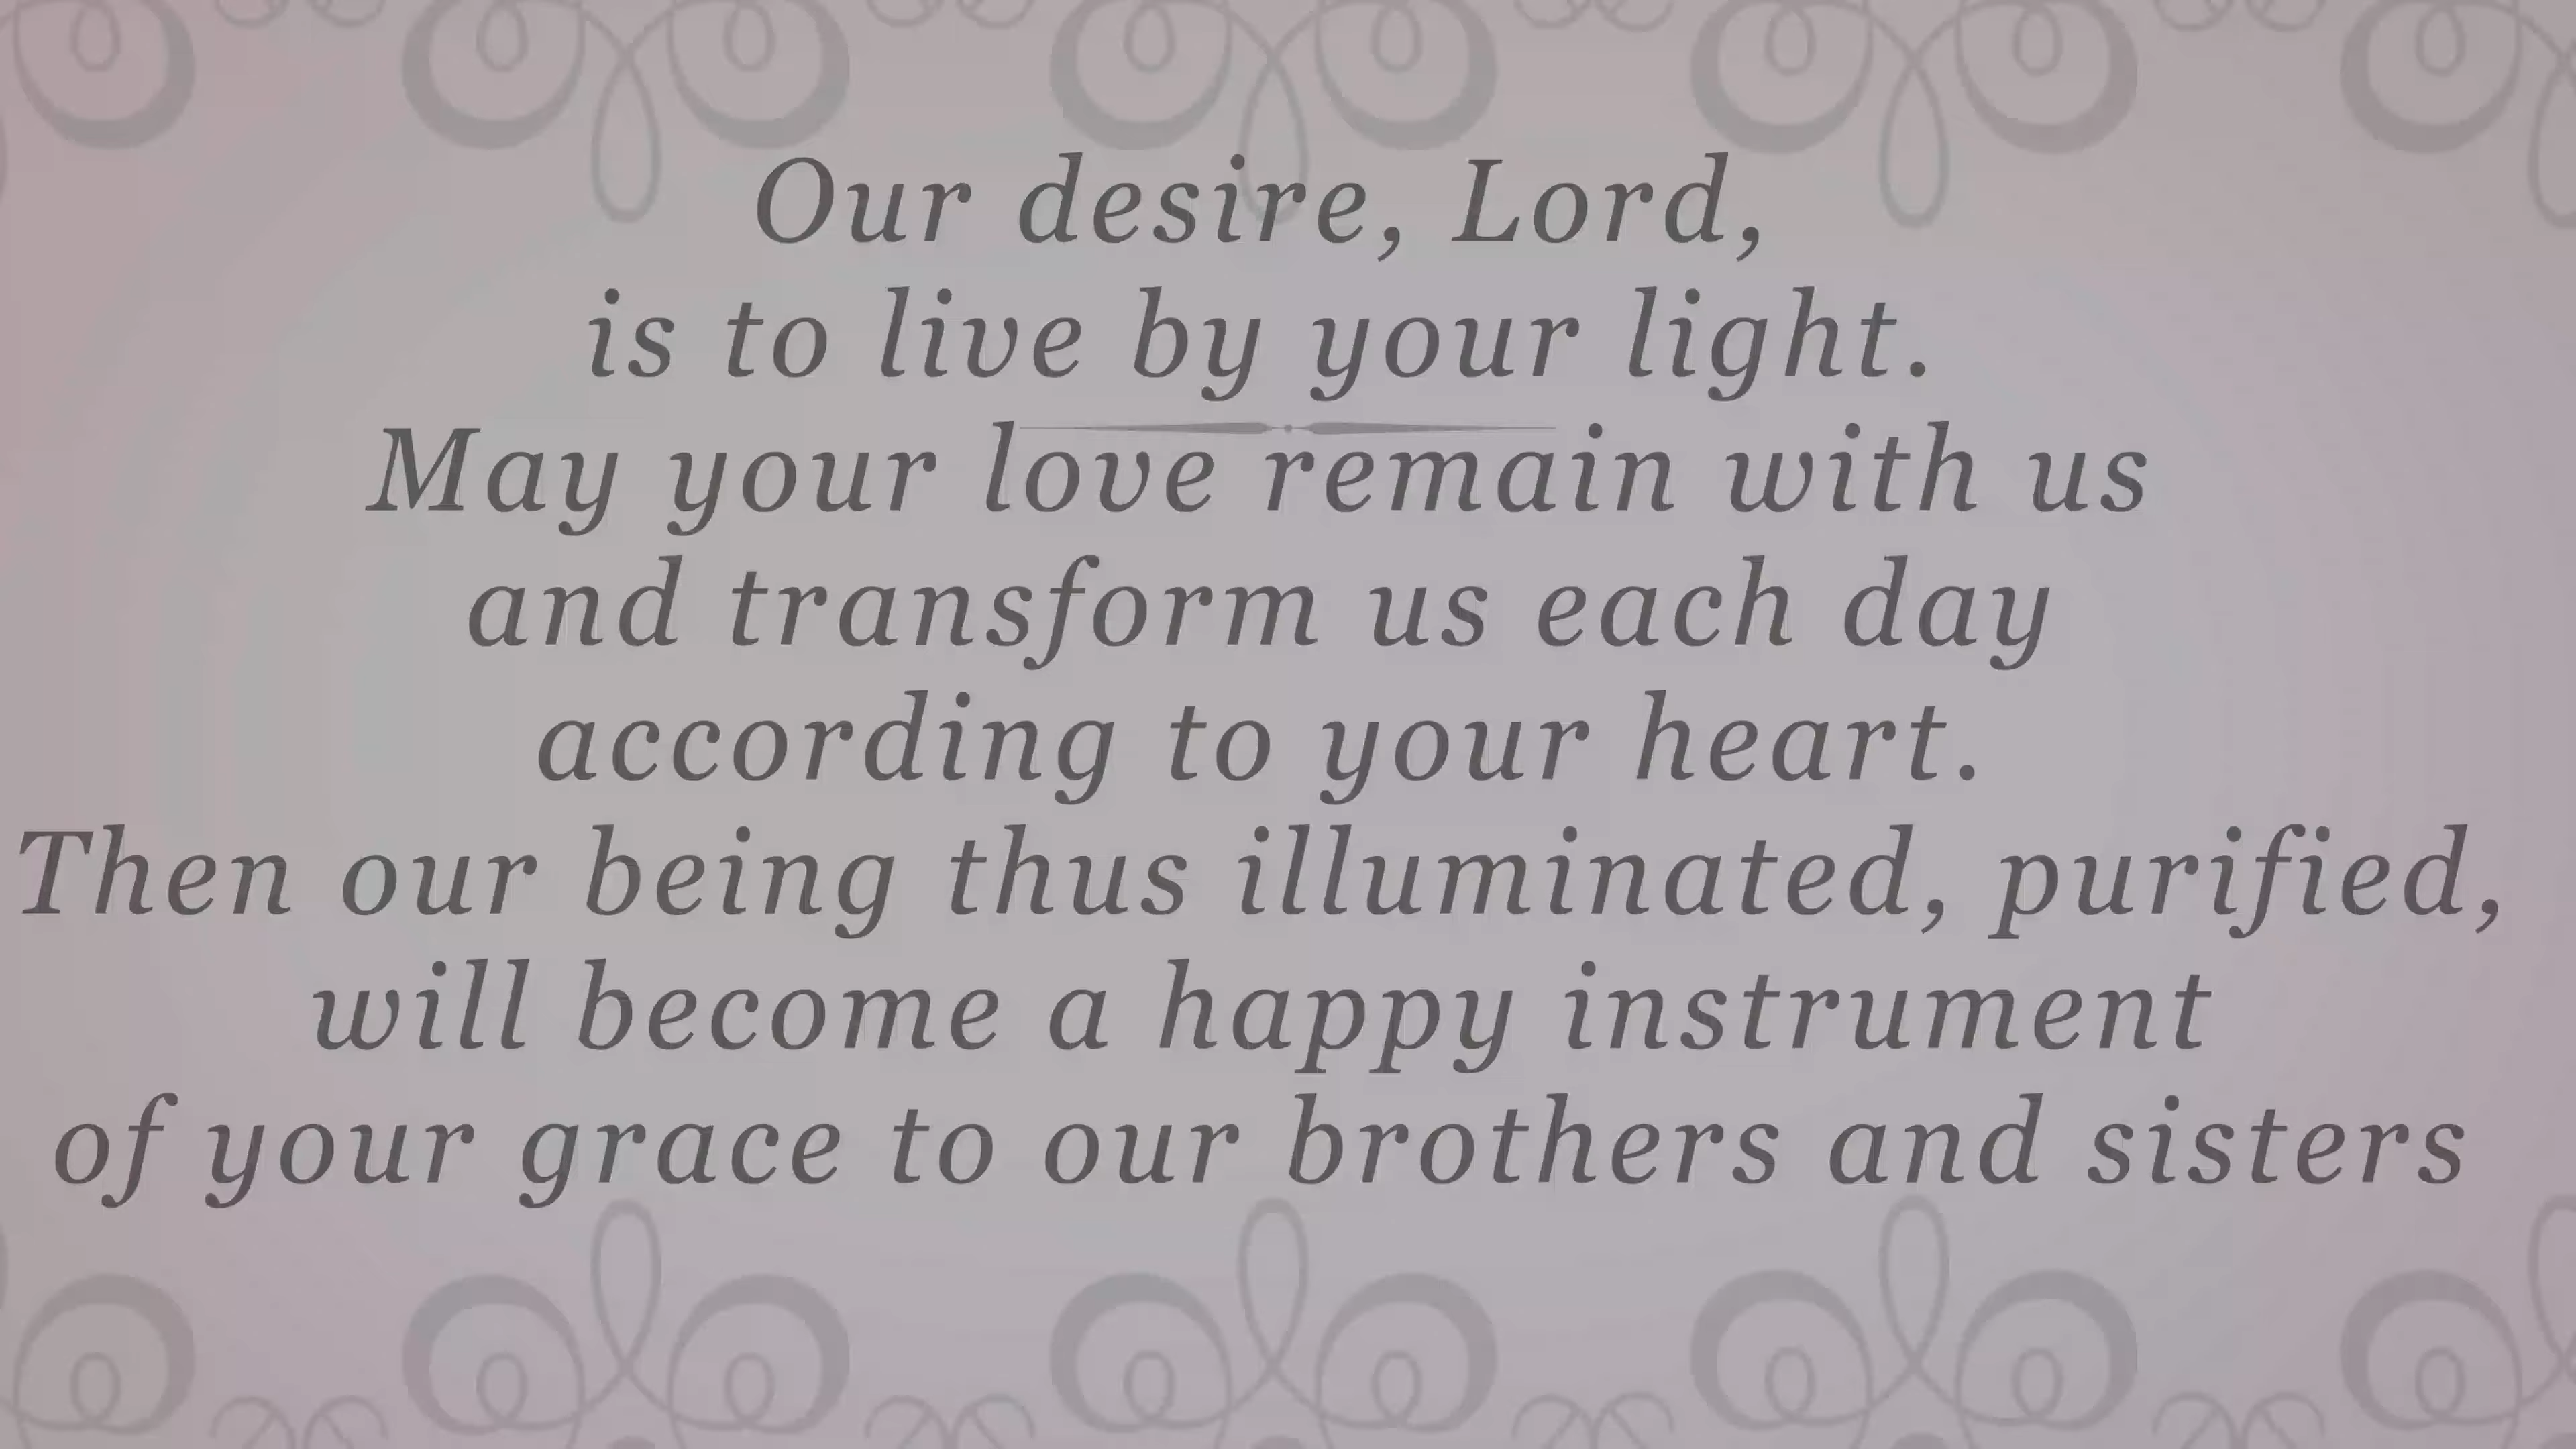 Our desire, Lord,
is to live by your light.
May your love remain with us
and transform us each day
according to your heart.
Then our being thus illuminated, purified,
will become a happy instrument
of your grace to our brothers and sisters